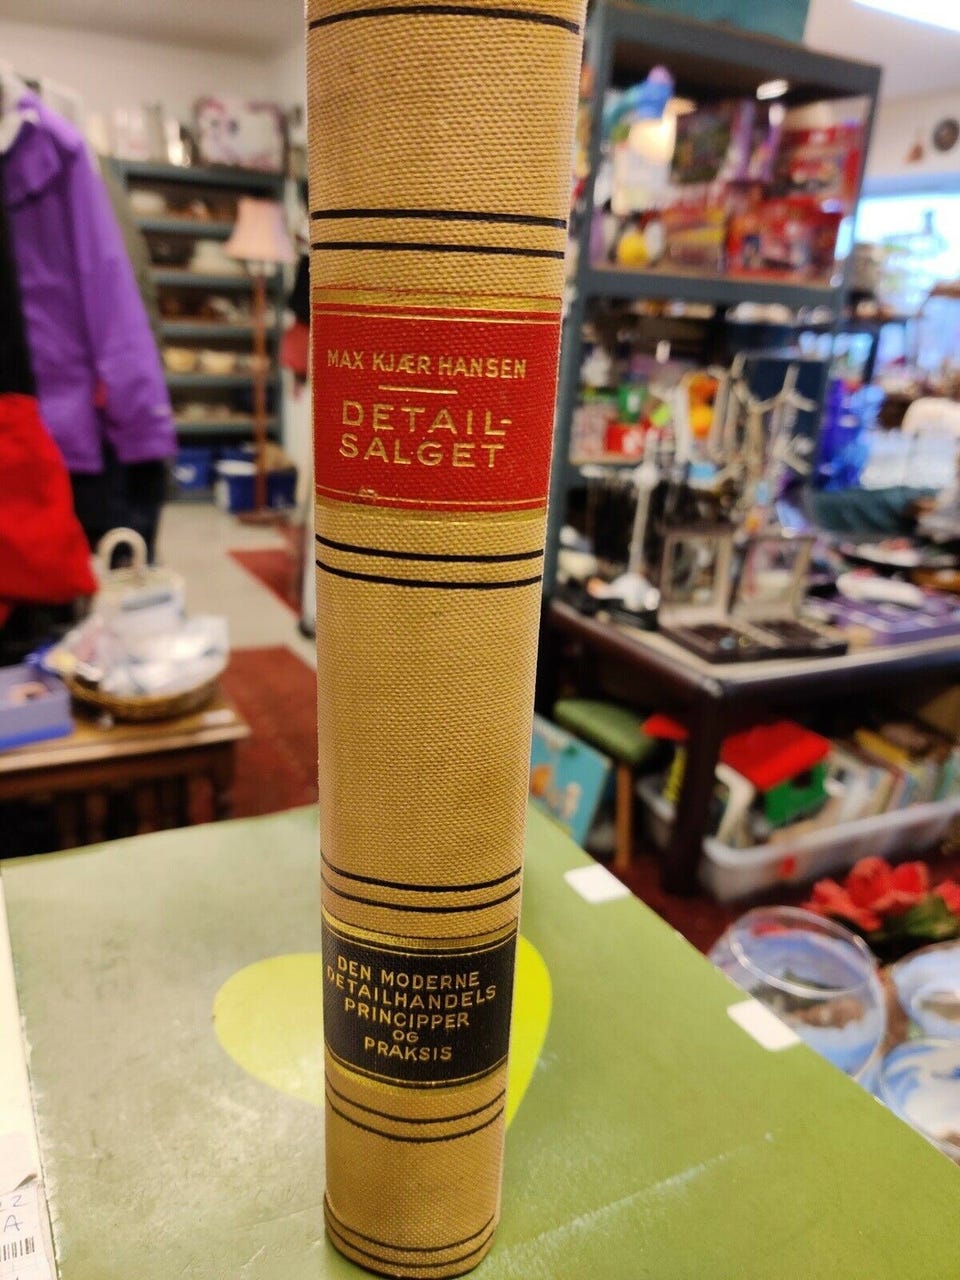 MAX KJÆR HANSEN
DETAIL-
SALGET
DEN MODERNE
DETAILHANDELS
PRINCIPPER
OG
PRAKSIS
A